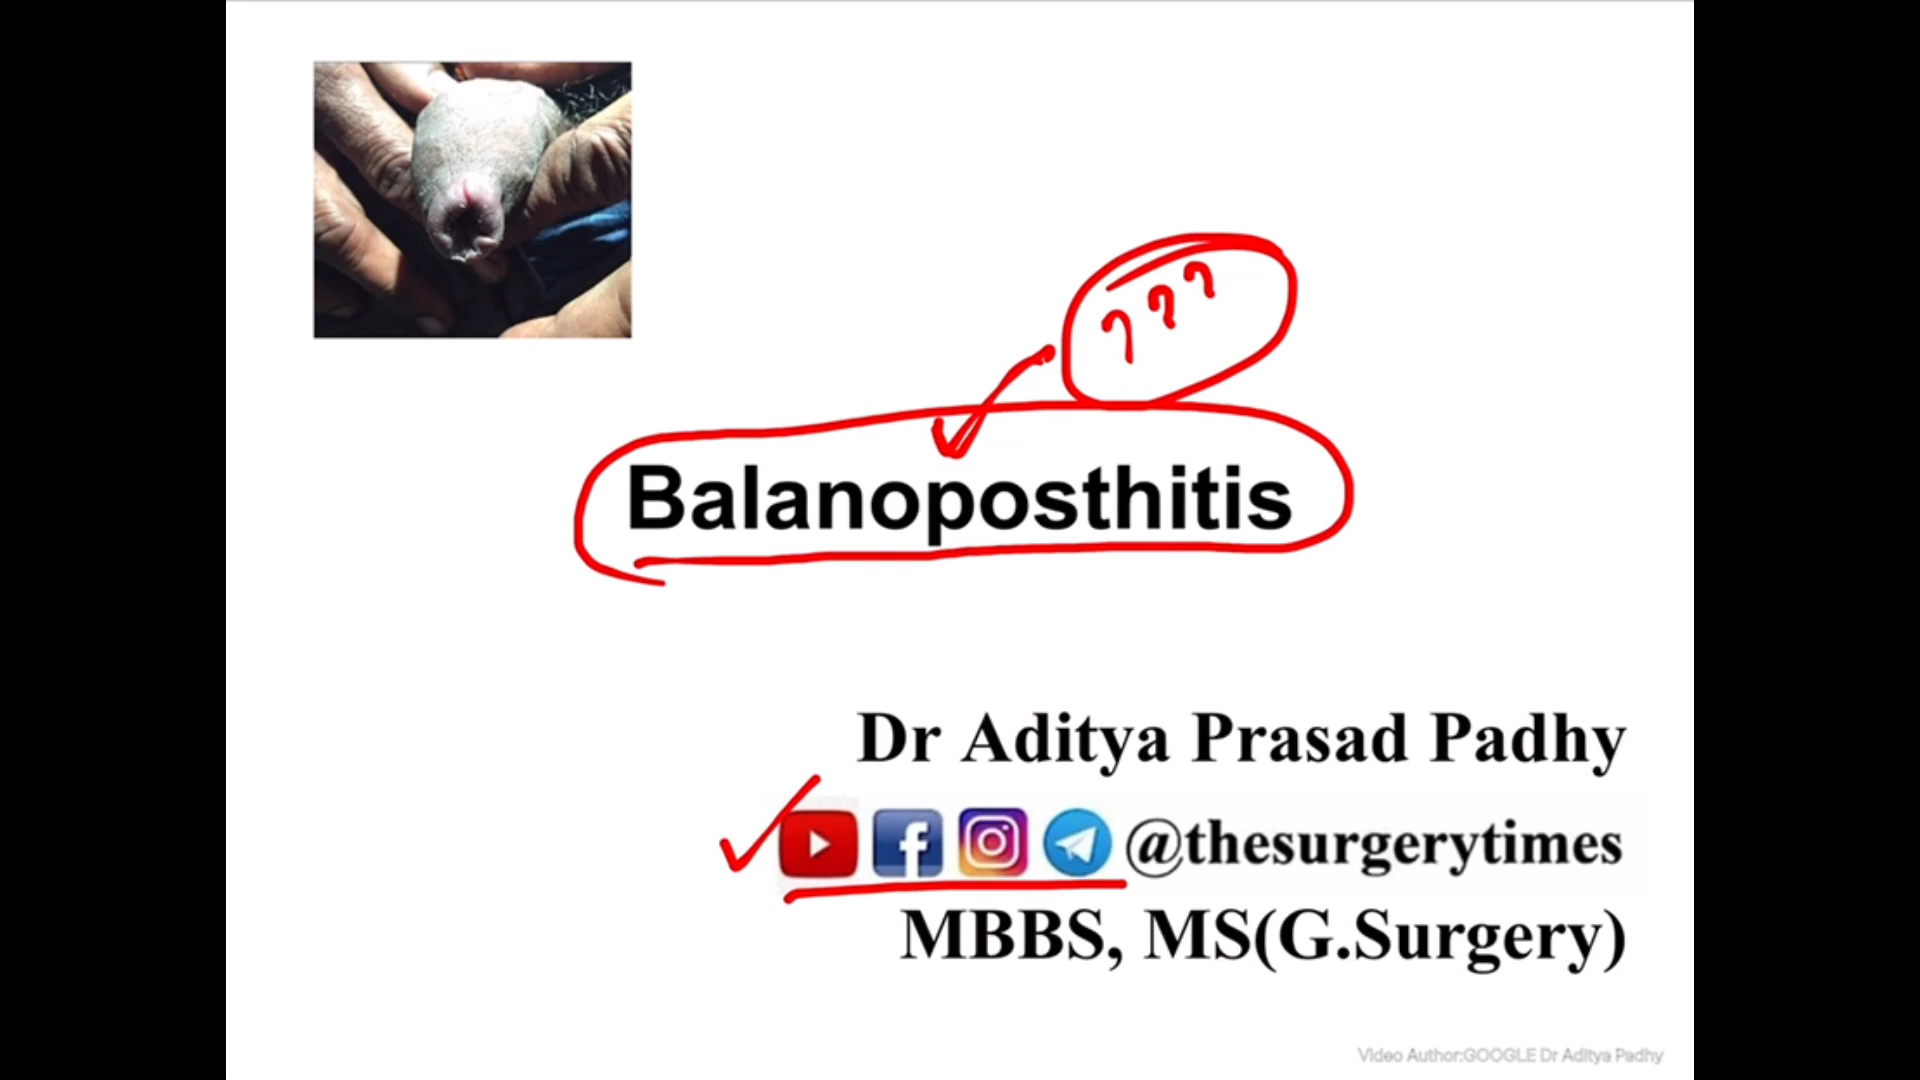 ???
Balanoposthitis
Dr Aditya Prasad Padhy
@thesurgerytimes
MBBS, MS(G.Surgery)
Video Author:GOOGLE Dr Aditya Padhy